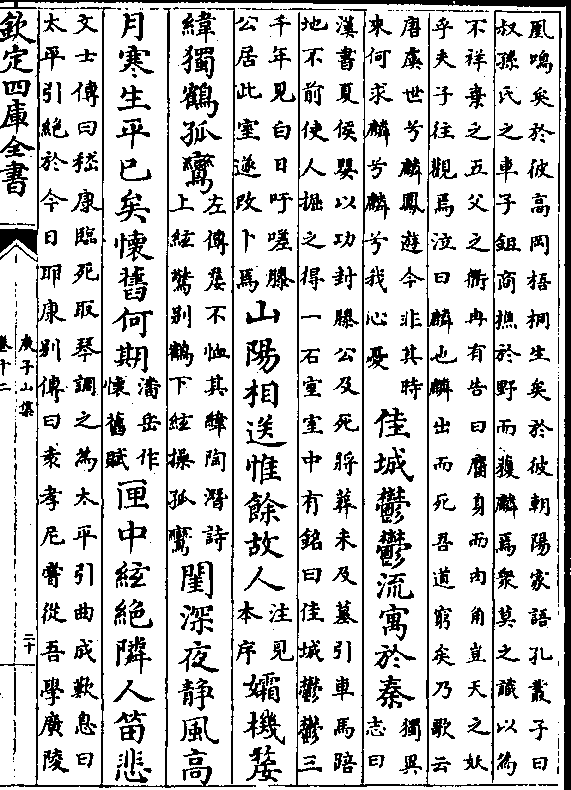 凰鳴矣於彼高岡梧桐生矣於彼朝陽家語孔叢子曰
叔孫氏之車子鉏商樵於野而獲麟焉衆莫之識以為
不祥棄之五父之衢冉有告曰麕身而肉角豈天之妖
乎夫子往觀焉泣曰麟也麟出而死吾道窮矣乃歌云
唐虞世兮麟鳳遊今非其時
來何求麟兮麟兮我心憂
佳城鬱鬱流寓於秦
獨異
志曰
漢書夏侯嬰以功封滕公及死將葬未及墓引車馬踣
地不前使人掘之得一石室室中有銘曰佳城鬱鬱三
千年見白日吁嗟滕
公居此室遂改卜焉
山陽相送惟餘故人
注見
本序
孀機嫠
緯獨鶴孤鸞
左傳嫠不恤其緯陶潛詩
上絃驚别鶴下絃操孤鸞
閨深夜静風高
月寒生平已矣懷舊何期
潘岳作
懷舊賦
匣中絃絶隣人笛悲
文士傳曰嵇康臨死取琴調之為太平引曲成歎息曰
太平引絶於今日耶康别傳曰袁孝尼嘗從吾學廣陵
欽定四庫全書
庾子山集
卷十二
二十